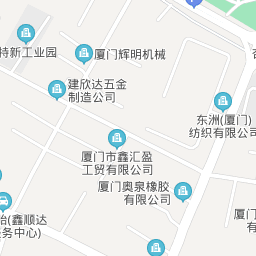 特新工业园
厦门辉明机械
建欣达五金
制造公司
东洲(厦门)
纺织有限公司
厦门市鑫汇盈
工贸有限公司
厦门奥泉橡胶
有限公司
厦门
有
台(鑫顺达
务中心)